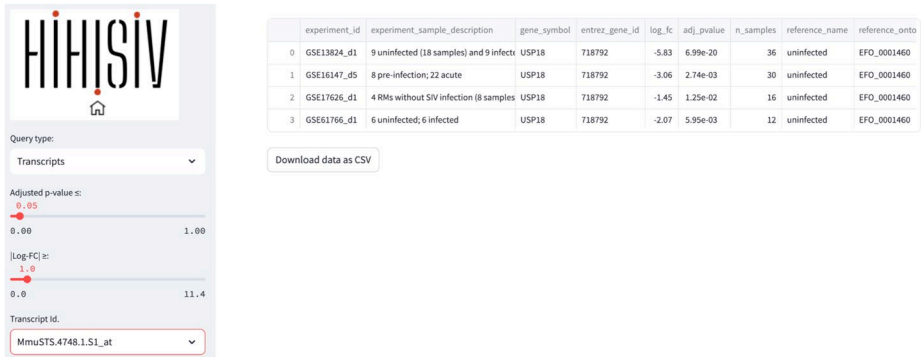 HIHISIV
Query type:
Transcripts
Adjusted p-value ≤:
0.05
0.00 1.00
|Log-FC| ≥:
1.0
0.0 11.4
Transcript Id.
MmuSTS.4748.1.S1_at
experiment_id experiment_sample_description gene_symbol entrez_gene_id log_fc adj_pvalue n_samples reference_name reference_onto
0 GSE13824_d1 9 uninfected (18 samples) and 9 infecte USP18 718792 -5.83 6.99e-20 36 uninfected EFO_0001460
1 GSE16147_d5 8 pre-infection; 22 acute USP18 718792 -3.06 2.74e-03 30 uninfected EFO_0001460
2 GSE17626_d1 4 RMs without SIV infection (8 samples USP18 718792 -1.45 1.25e-02 16 uninfected EFO_0001460
3 GSE61766_d1 6 uninfected; 6 infected USP18 718792 -2.07 5.95e-03 12 uninfected EFO_0001460
Download data as CSV